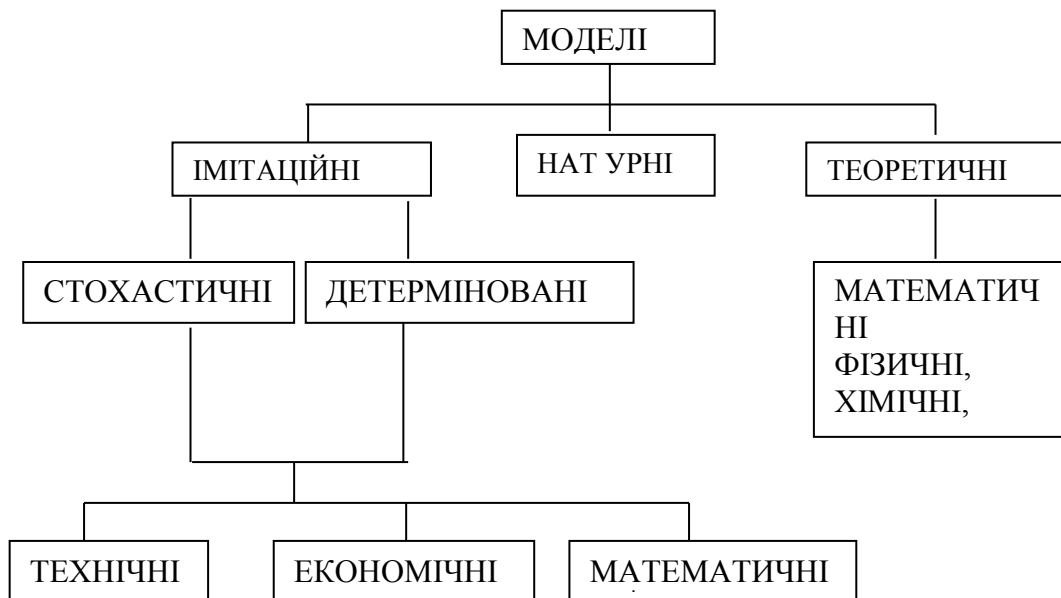 МОДЕЛІ
ІМІТАЦІЙНІ
НАТ УРНІ
ТЕОРЕТИЧНІ
СТОХАСТИЧНІ
ДЕТЕРМІНОВАНІ
МАТЕМАТИЧ
НІ
ФІЗИЧНІ,
ХІМІЧНІ,
ТЕХНІЧНІ
ЕКОНОМІЧНІ
МАТЕМАТИЧНІ